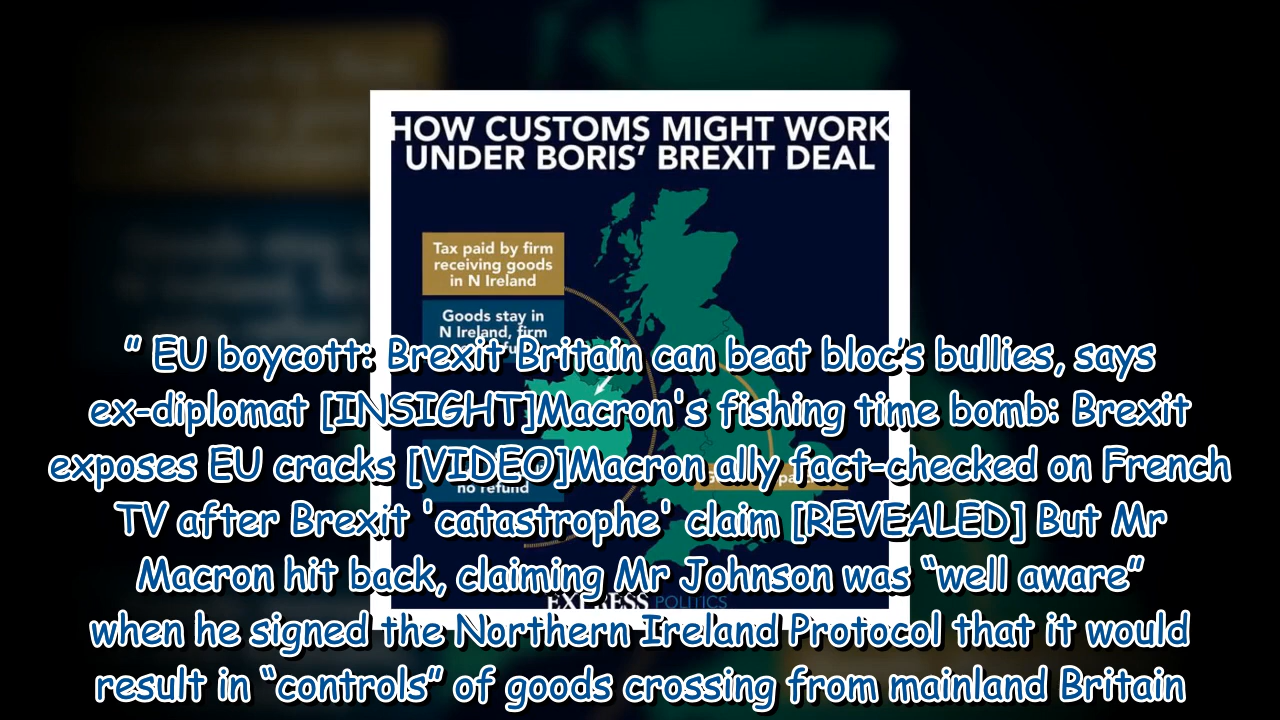 HOW CUSTOMS MIGHT WORK
UNDER BORIS’ BREXIT DEAL
Tax paid by firm
receiving goods
in N Ireland
Goods stay in
N Ireland, firm
” EU boycott: Brexit Britain can beat bloc’s bullies, says
ex-diplomat [INSIGHT]Macron's fishing time bomb: Brexit
exposes EU cracks [VIDEO]Macron ally fact-checked on French
no refund
TV after Brexit 'catastrophe' claim [REVEALED] But Mr
Macron hit back, claiming Mr Johnson was “well aware”
EXPRESS POLITICS
when he signed the Northern Ireland Protocol that it would
result in “controls” of goods crossing from mainland Britain